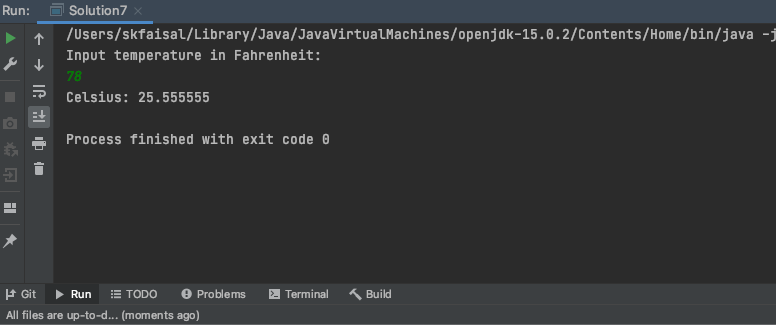 Run: Solution7
/Users/skfaisal/Library/Java/JavaVirtualMachines/openjdk-15.0.2/Contents/Home/bin/java -j
Input temperature in Fahrenheit:
78
Celsius: 25.555555
Process finished with exit code 0
Git Run TODO Problems Terminal Build
All files are up-to-d... (moments ago)